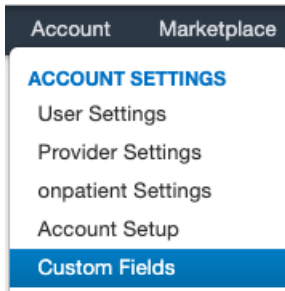 Account Marketplace
ACCOUNT SETTINGS
User Settings
Provider Settings
onpatient Settings
Account Setup
Custom Fields